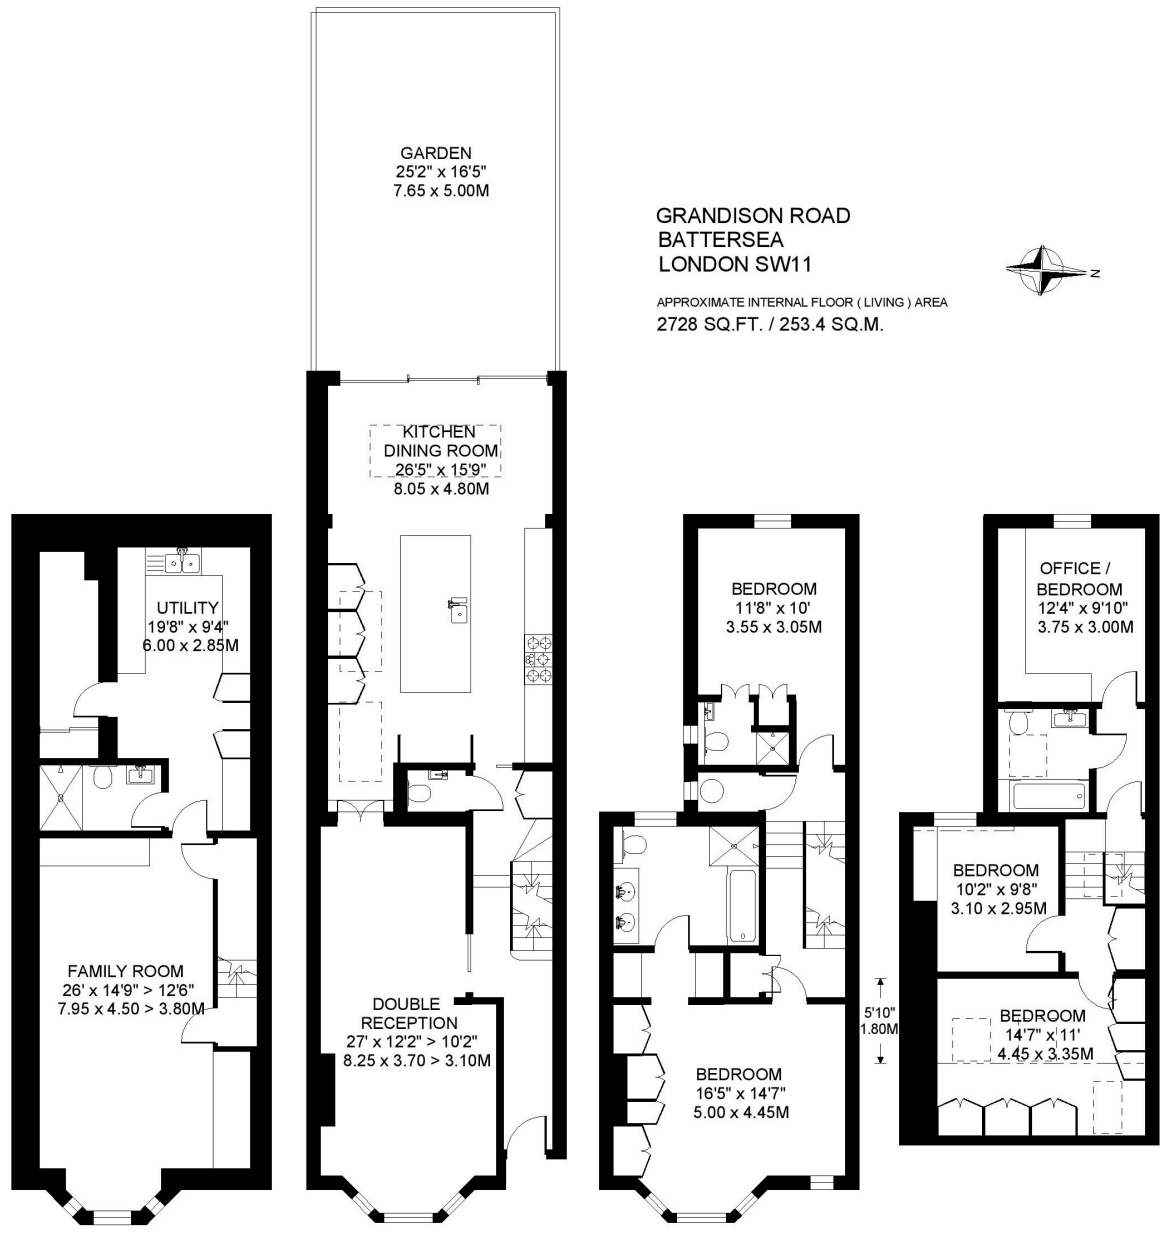 GARDEN
25'2" x 16'5"
7.65 x 5.00M
GRANDISON ROAD
BATTERSEA
LONDON SW11
N
APPROXIMATE INTERNAL FLOOR ( LIVING ) AREA
2728 SQ.FT. / 253.4 SQ.M.
KITCHEN
DINING ROOM
26'5" x 15'9"
8.05 x 4.80M
UTILITY
19'8" x 9'4"
6.00 x 2.85M
BEDROOM
11'8" x 10'
3.55 x 3.05M
OFFICE /
BEDROOM
12'4" x 9'10"
3.75 x 3.00M
BEDROOM
10'2" x 9'8"
3.10 x 2.95M
FAMILY ROOM
26' x 14'9" > 12'6"
7.95 x 4.50 > 3.80M
DOUBLE
RECEPTION
27' x 12'2" > 10'2"
8.25 x 3.70 > 3.10M
BEDROOM
16'5" x 14'7"
5.00 x 4.45M
5'10"
1.80M
BEDROOM
14'7" x 11'
4.45 x 3.35M